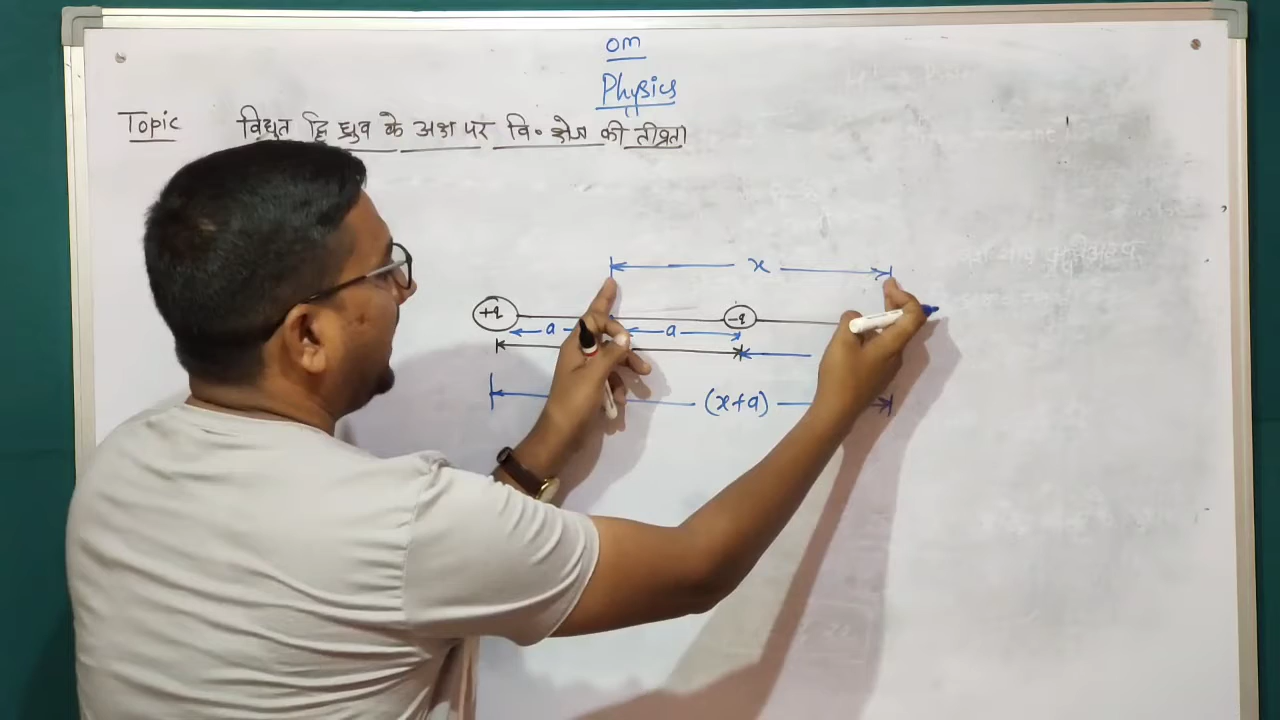 om
Physics
Topic विद्युत द्वि ध्रुव के अक्ष पर वि॰ क्षेत्र की तीव्रता
x
+q -q
a a
(x+a)